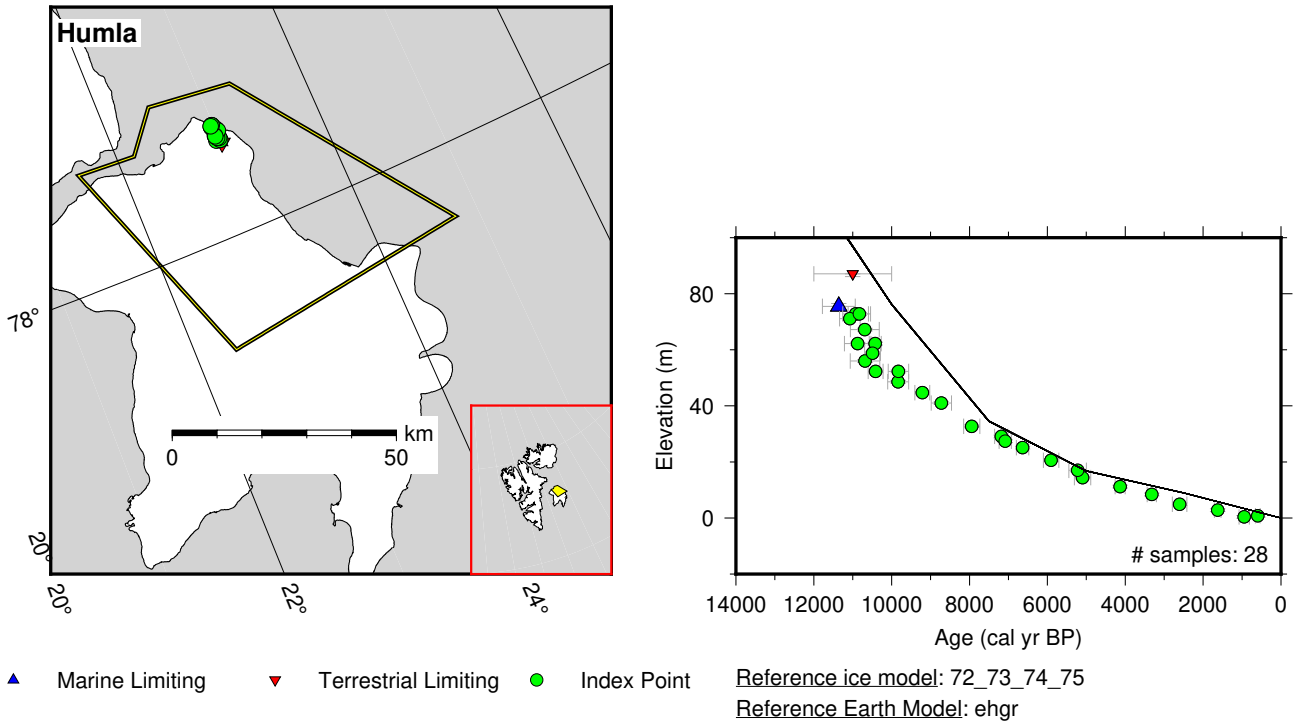 Humla
78°
20°
20°
22°
24°
0 50 km
80
40
0
Elevation (m)
# samples: 28
14000 12000 10000 8000 6000 4000 2000 0
Age (cal yr BP)
Marine Limiting Terrestrial Limiting Index Point
Reference ice model: 72_73_74_75
Reference Earth Model: ehgr